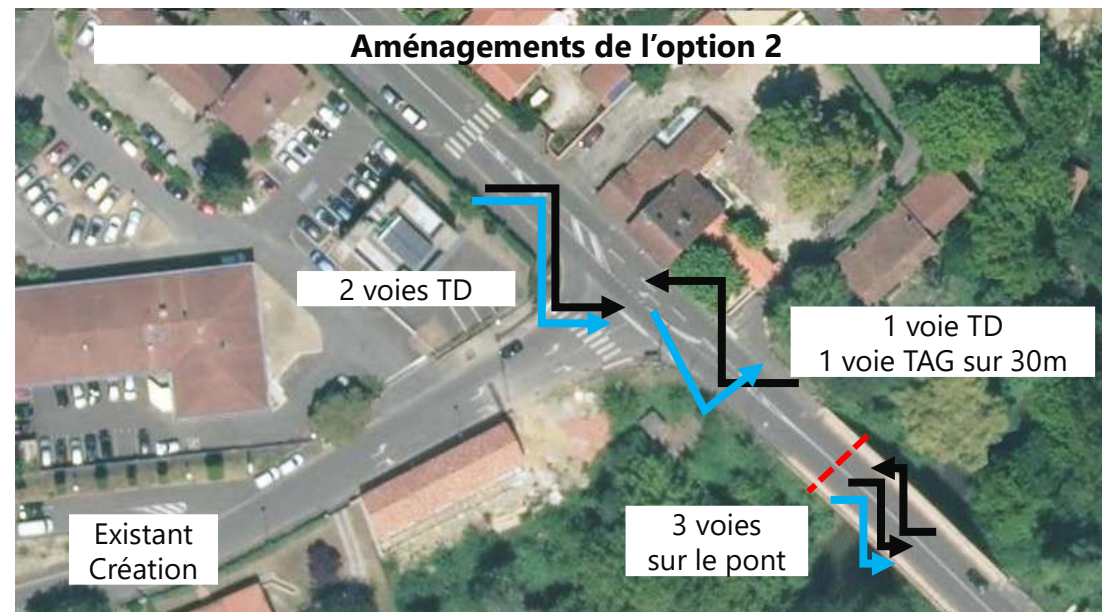 Aménagements de l’option 2
2 voies TD
1 voie TD
1 voie TAG sur 30m
3 voies
sur le pont
Existant
Création